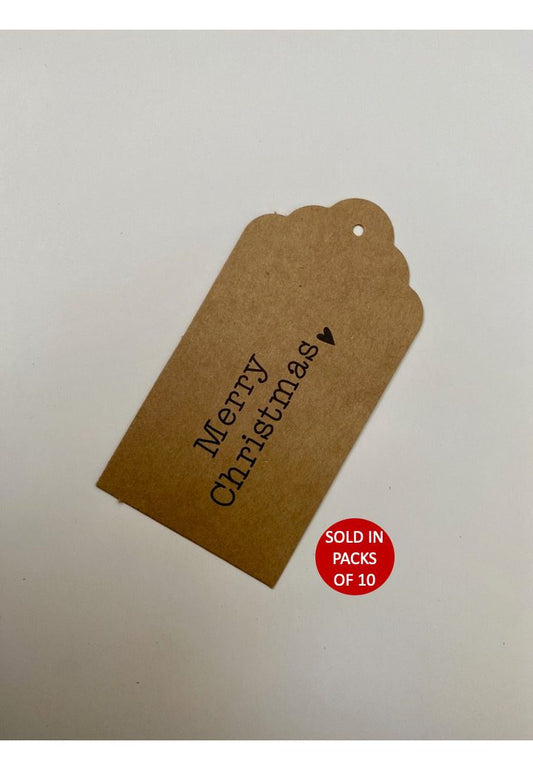 Merry
Christmas♥
SOLD IN
PACKS
OF 10